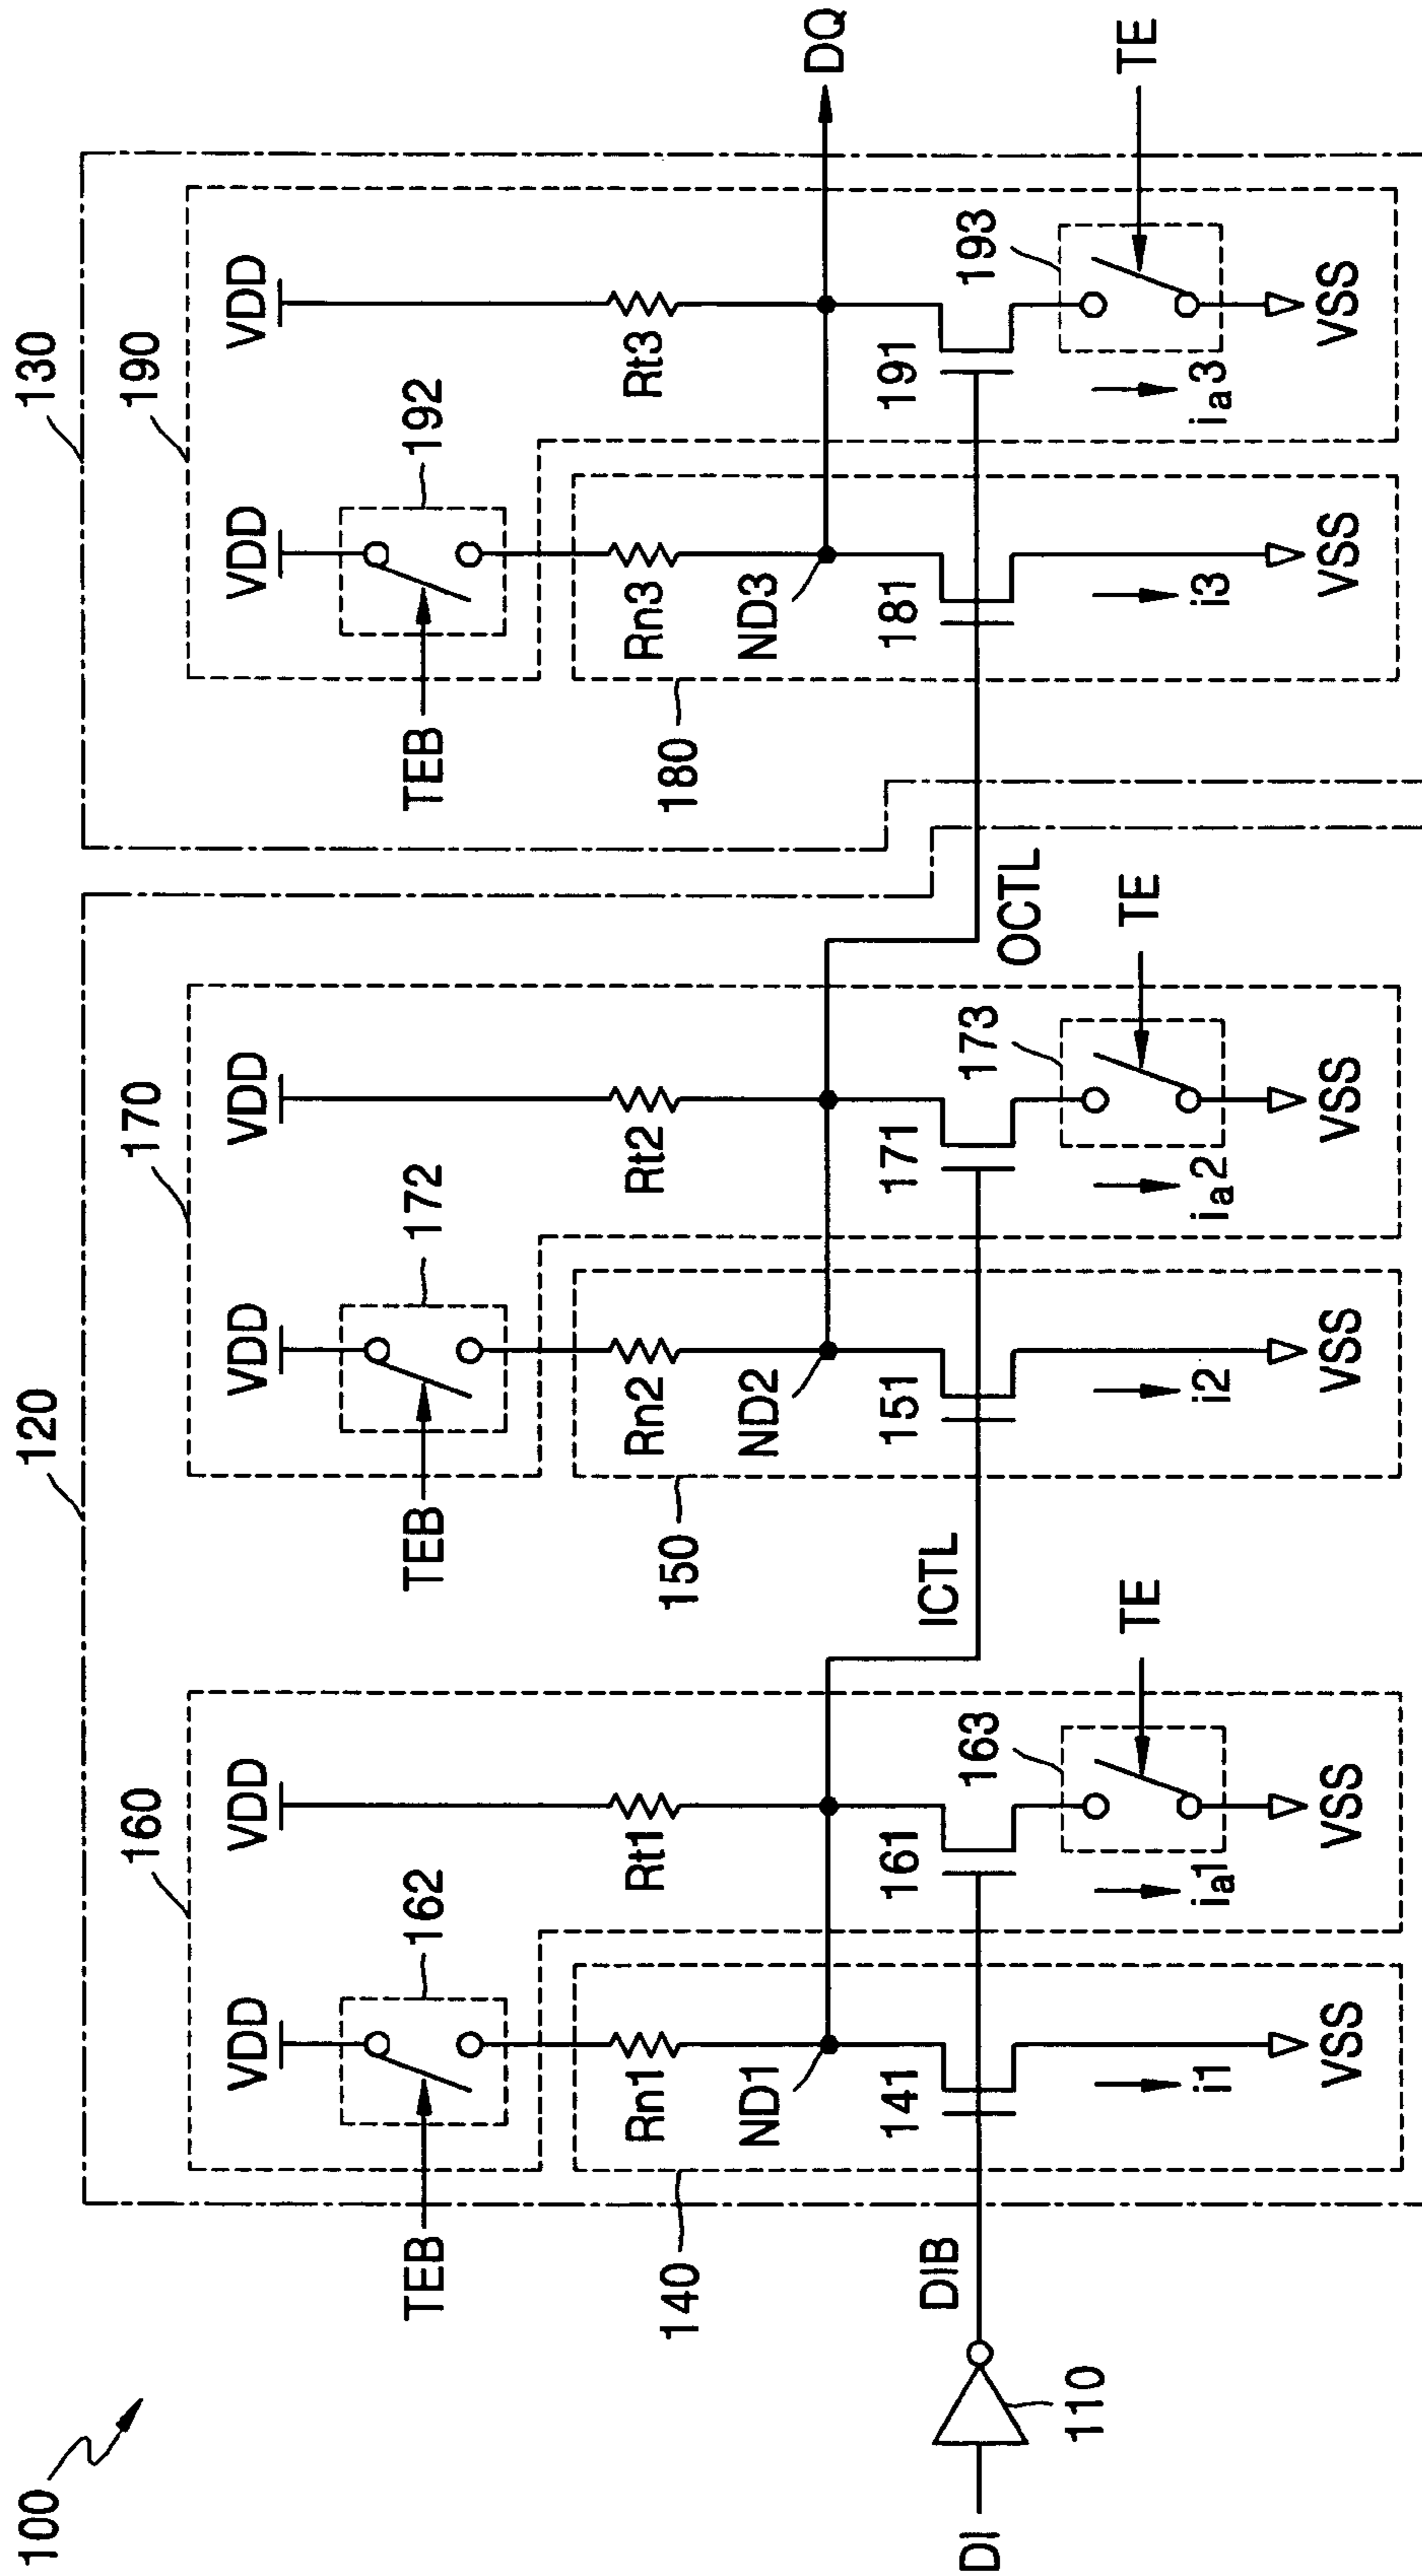 100
120
130
160
170
190
VDD
VDD
VDD
VDD
VDD
VDD
162
172
192
TEB
TEB
TEB
Rn1
Rt1
Rn2
Rt2
Rn3
Rt3
140
150
180
ND1
ND2
ND3
DQ
141
161
151
171
181
191
DIB
ICTL
OCTL
163
173
193
DI
110
TE
TE
TE
i1
ia1
i2
ia2
i3
ia3
VSS
VSS
VSS
VSS
VSS
VSS